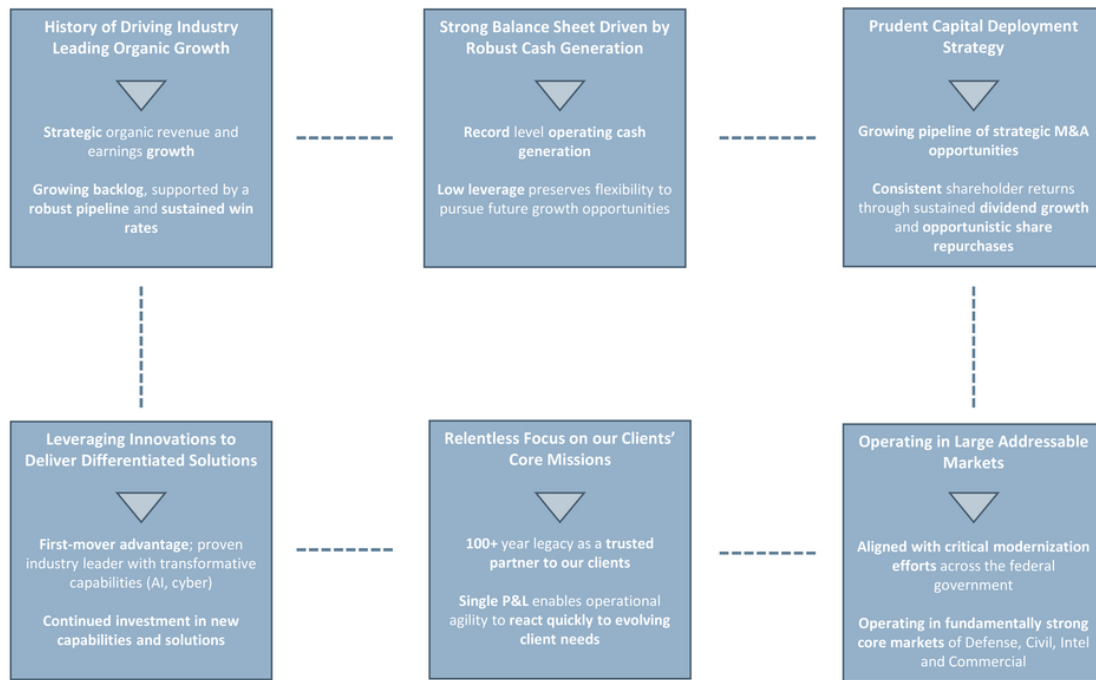 History of Driving Industry
Leading Organic Growth
Strategic organic revenue and
earnings growth
Growing backlog, supported by a
robust pipeline and sustained win
rates
Strong Balance Sheet Driven by
Robust Cash Generation
Record level operating cash
generation
Low leverage preserves flexibility to
pursue future growth opportunities
Prudent Capital Deployment
Strategy
Growing pipeline of strategic M&A
opportunities
Consistent shareholder returns
through sustained dividend growth
and opportunistic share
repurchases
Leveraging Innovations to
Deliver Differentiated Solutions
First-mover advantage; proven
industry leader with transformative
capabilities (AI, cyber)
Continued investment in new
capabilities and solutions
Relentless Focus on our Clients’
Core Missions
100+ year legacy as a trusted
partner to our clients
Single P&L enables operational
agility to react quickly to evolving
client needs
Operating in Large Addressable
Markets
Aligned with critical modernization
efforts across the federal
government
Operating in fundamentally strong
core markets of Defense, Civil, Intel
and Commercial